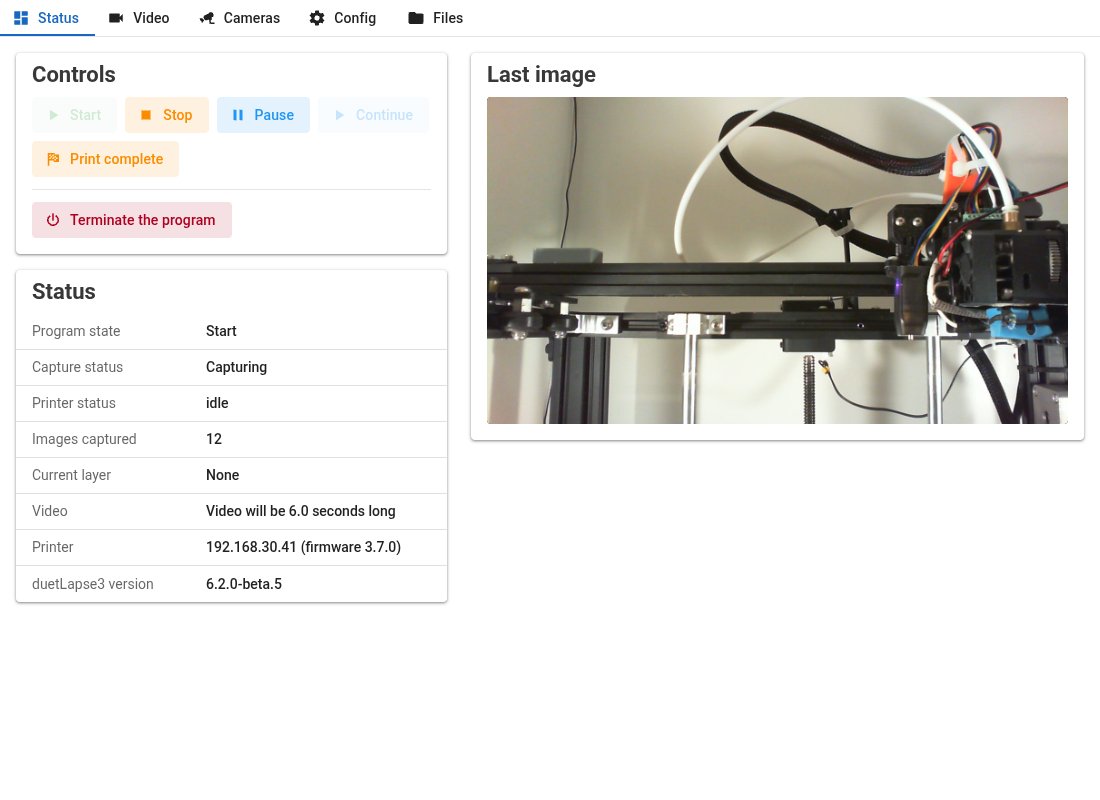 Status Video Cameras Config Files
Controls
Start Stop Pause Continue
Print complete
Terminate the program
Status
Program state Start
Capture status Capturing
Printer status idle
Images captured 12
Current layer None
Video Video will be 6.0 seconds long
Printer 192.168.30.41 (firmware 3.7.0)
duetLapse3 version 6.2.0-beta.5
Last image